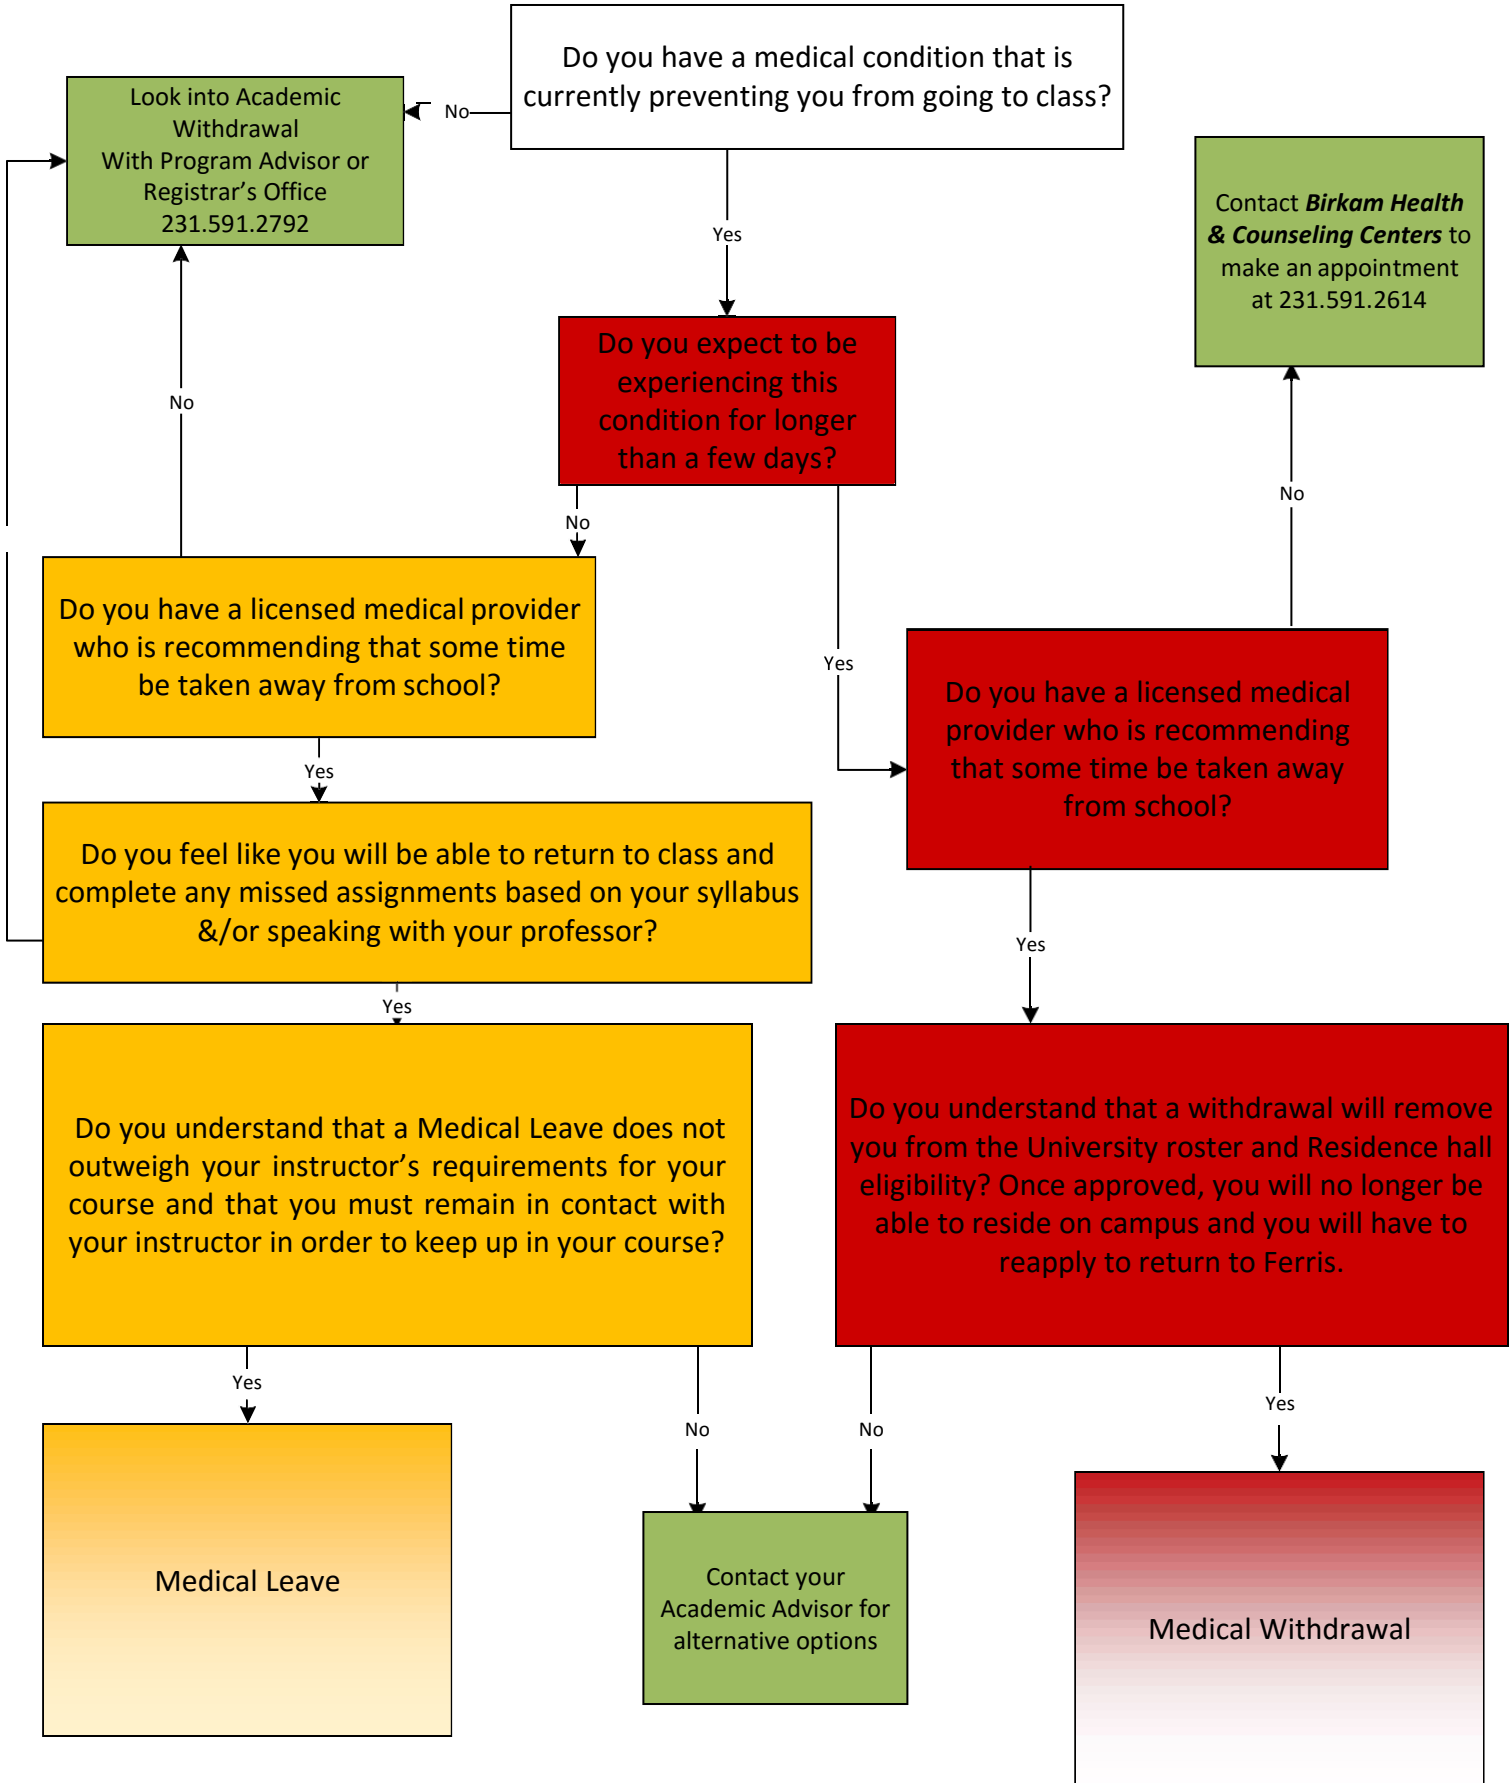 Do you have a medical condition that is
currently preventing you from going to class?
Look into Academic
Withdrawal
With Program Advisor or
Registrar’s Office
231.591.2792
No
Contact Birkam Health
& Counseling Centers to
make an appointment
at 231.591.2614
Yes
Do you expect to be
experiencing this
condition for longer
than a few days?
No
No
No
Do you have a licensed medical provider
who is recommending that some time
be taken away from school?
Yes
Do you have a licensed medical
provider who is recommending
that some time be taken away
from school?
Yes
Do you feel like you will be able to return to class and
complete any missed assignments based on your syllabus
&/or speaking with your professor?
Yes
Yes
Do you understand that a Medical Leave does not
outweigh your instructor’s requirements for your
course and that you must remain in contact with
your instructor in order to keep up in your course?
Do you understand that a withdrawal will remove
you from the University roster and Residence hall
eligibility? Once approved, you will no longer be
able to reside on campus and you will have to
reapply to return to Ferris.
Yes
No
No
Yes
Medical Leave
Contact your
Academic Advisor for
alternative options
Medical Withdrawal